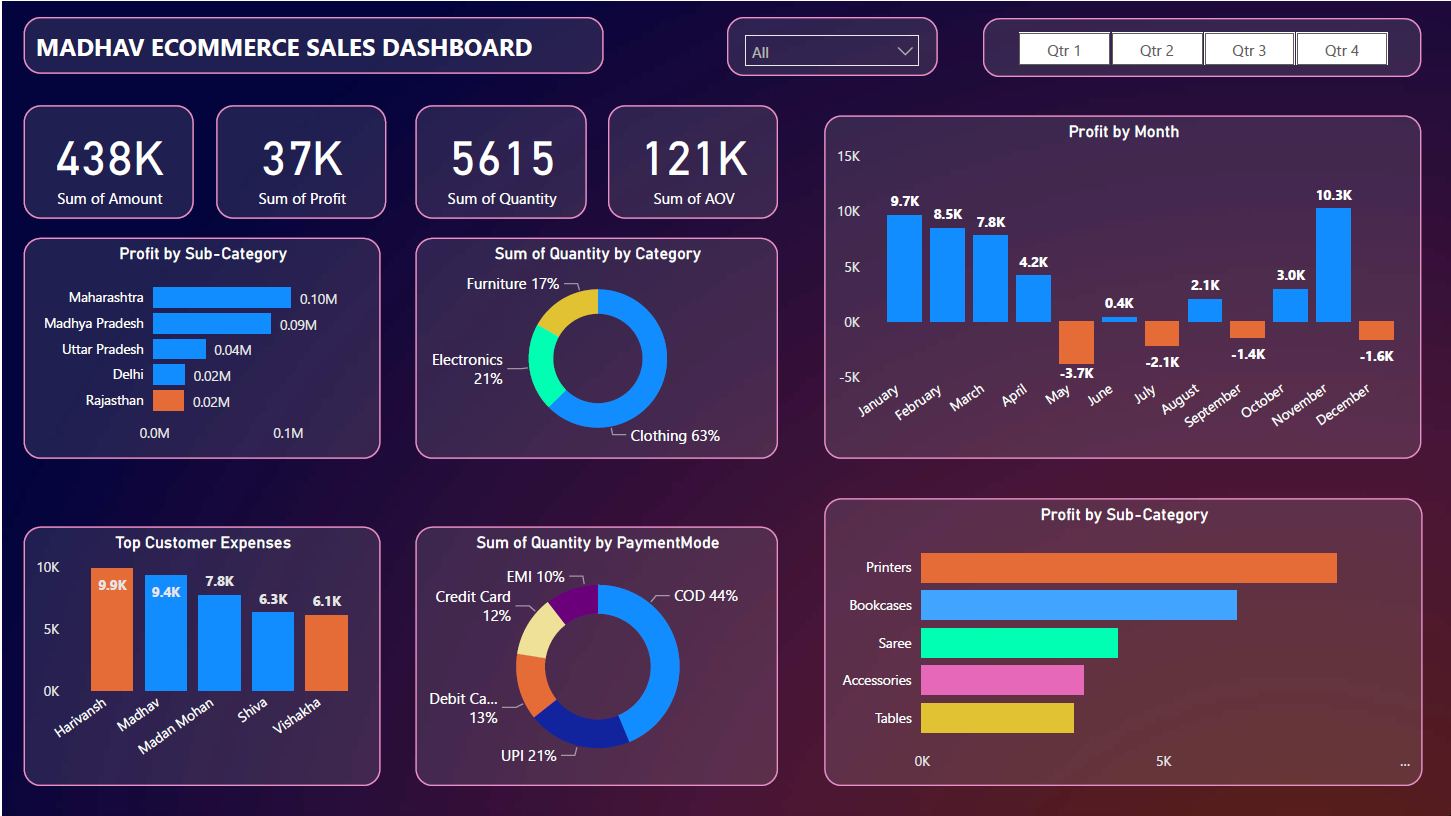 MADHAV ECOMMERCE SALES DASHBOARD
All
Qtr 1
Qtr 2
Qtr 3
Qtr 4
438K
Sum of Amount
37K
Sum of Profit
5615
Sum of Quantity
121K
Sum of AOV
Profit by Month
15K
10K
5K
0K
-5K
9.7K
8.5K
7.8K
4.2K
-3.7K
0.4K
-2.1K
2.1K
-1.4K
3.0K
10.3K
-1.6K
January
February
March
April
May
June
July
August
September
October
November
December
Profit by Sub-Category
Maharashtra
0.10M
Madhya Pradesh
0.09M
Uttar Pradesh
0.04M
Delhi
0.02M
Rajasthan
0.02M
0.0M
0.1M
Sum of Quantity by Category
Furniture 17%
Electronics
21%
Clothing 63%
Top Customer Expenses
10K
5K
0K
9.9K
9.4K
7.8K
6.3K
6.1K
Harivansh
Madhav
Madan Mohan
Shiva
Vishakha
Sum of Quantity by PaymentMode
EMI 10%
Credit Card
12%
COD 44%
Debit Ca...
13%
UPI 21%
Profit by Sub-Category
Printers
Bookcases
Saree
Accessories
Tables
0K
5K
...